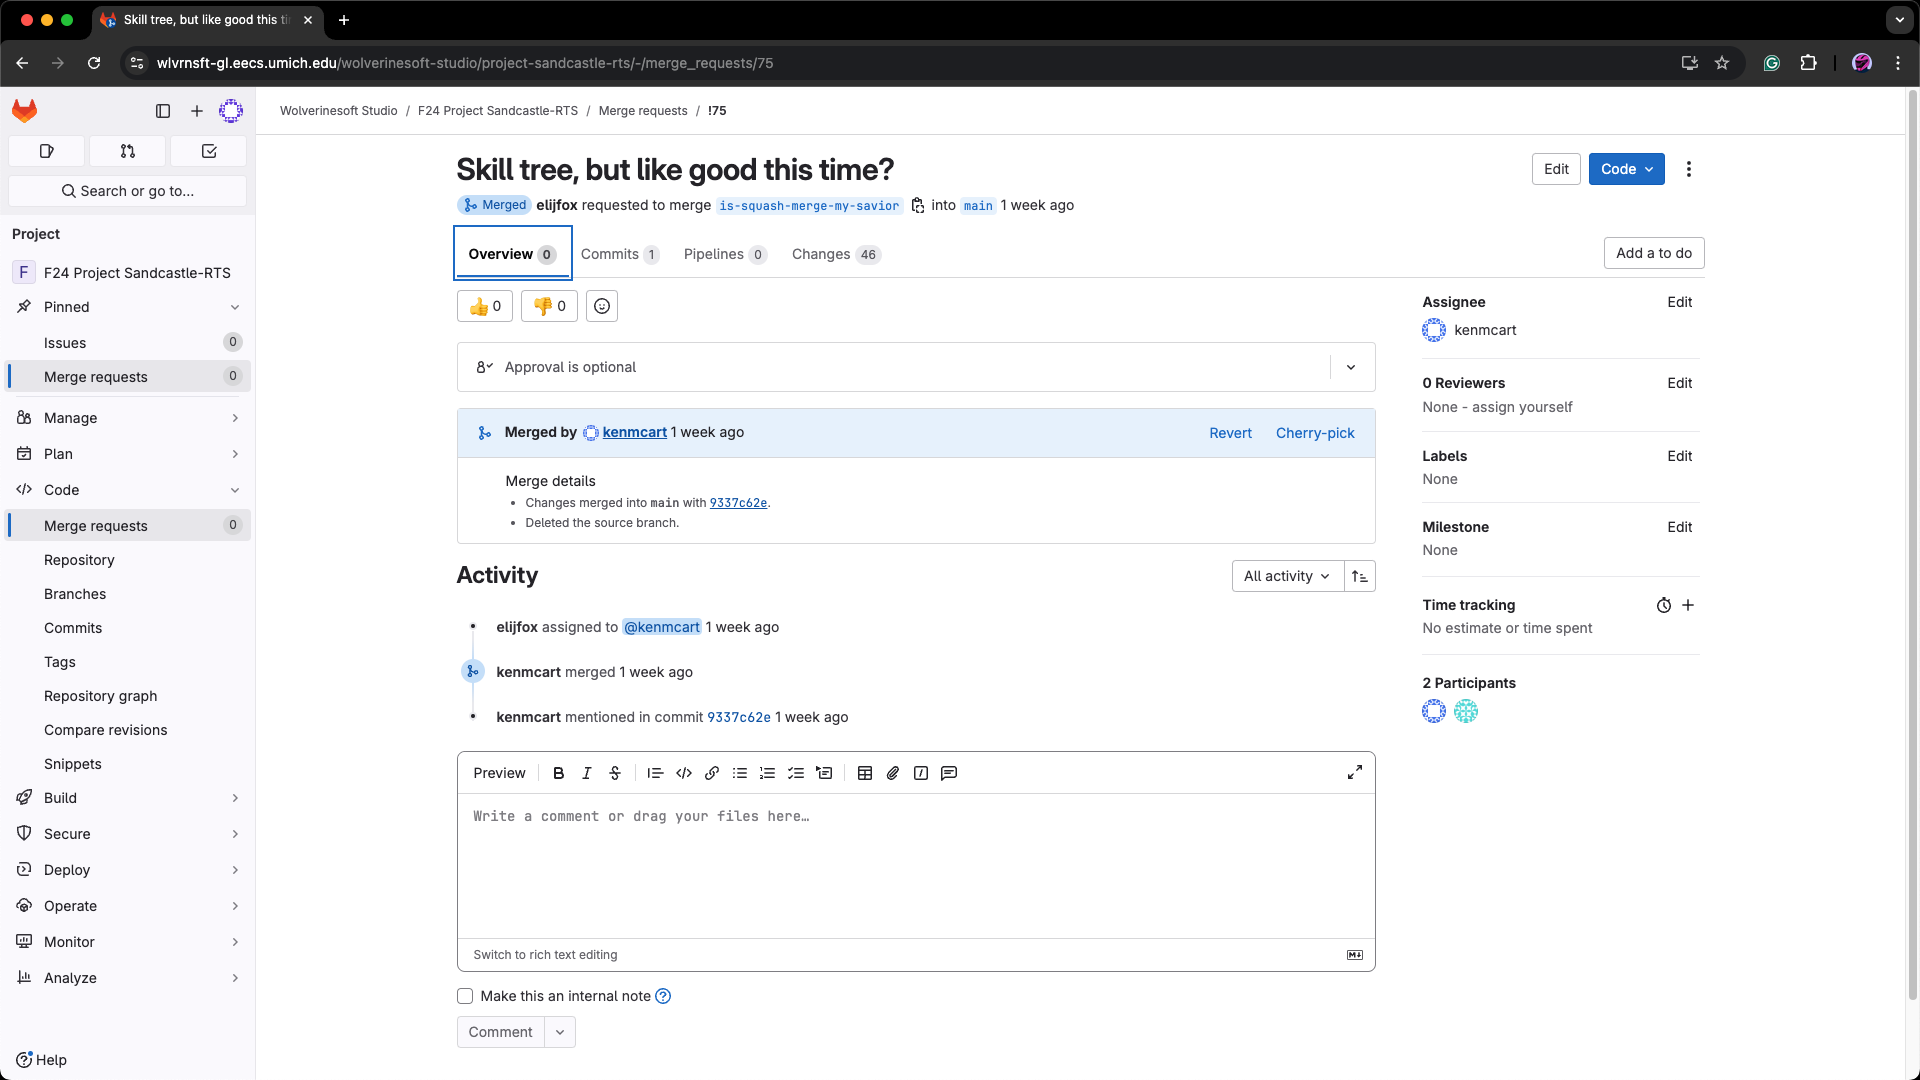 Skill tree, but like good this ti
wlvrnsft-gl.eecs.umich.edu/wolverinesoft-studio/project-sandcastle-rts/-/merge_requests/75
Wolverinesoft Studio / F24 Project Sandcastle-RTS / Merge requests / !75
Search or go to...
Project
F F24 Project Sandcastle-RTS
Pinned
Issues 0
Merge requests 0
Manage
Plan
Code
Merge requests 0
Repository
Branches
Commits
Tags
Repository graph
Compare revisions
Snippets
Build
Secure
Deploy
Operate
Monitor
Analyze
Help
Skill tree, but like good this time?
Edit
Code
Merged elijfox requested to merge is-squash-merge-my-savior into main 1 week ago
Overview 0
Commits 1
Pipelines 0
Changes 46
Add a to do
0
0
Approval is optional
Merged by kenmcart 1 week ago
Revert
Cherry-pick
Merge details
Changes merged into main with 9337c62e.
Deleted the source branch.
Activity
All activity
elijfox assigned to @kenmcart 1 week ago
kenmcart merged 1 week ago
kenmcart mentioned in commit 9337c62e 1 week ago
Preview
Write a comment or drag your files here…
Switch to rich text editing
Make this an internal note
Comment
Assignee Edit
kenmcart
0 Reviewers Edit
None - assign yourself
Labels Edit
None
Milestone Edit
None
Time tracking
No estimate or time spent
2 Participants